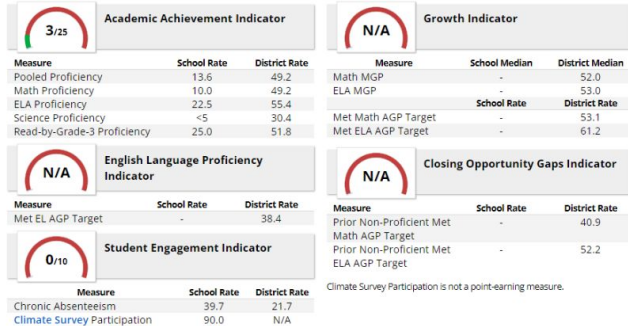 3/25
Academic Achievement Indicator
Measure School Rate District Rate
Pooled Proficiency 13.6 49.2
Math Proficiency 10.0 49.2
ELA Proficiency 22.5 55.4
Science Proficiency <5 30.4
Read-by-Grade-3 Proficiency 25.0 51.8
N/A
English Language Proficiency
Indicator
Measure School Rate District Rate
Met EL AGP Target - 38.4
0/10
Student Engagement Indicator
Measure School Rate District Rate
Chronic Absenteeism 39.7 21.7
Climate Survey Participation 90.0 N/A
N/A
Growth Indicator
Measure School Median District Median
Math MGP - 52.0
ELA MGP - 53.0
School Rate District Rate
Met Math AGP Target - 53.1
Met ELA AGP Target - 61.2
N/A
Closing Opportunity Gaps Indicator
Measure School Rate District Rate
Prior Non-Proficient Met - 40.9
Math AGP Target
Prior Non-Proficient Met - 52.2
ELA AGP Target
Climate Survey Participation is not a point-earning measure.